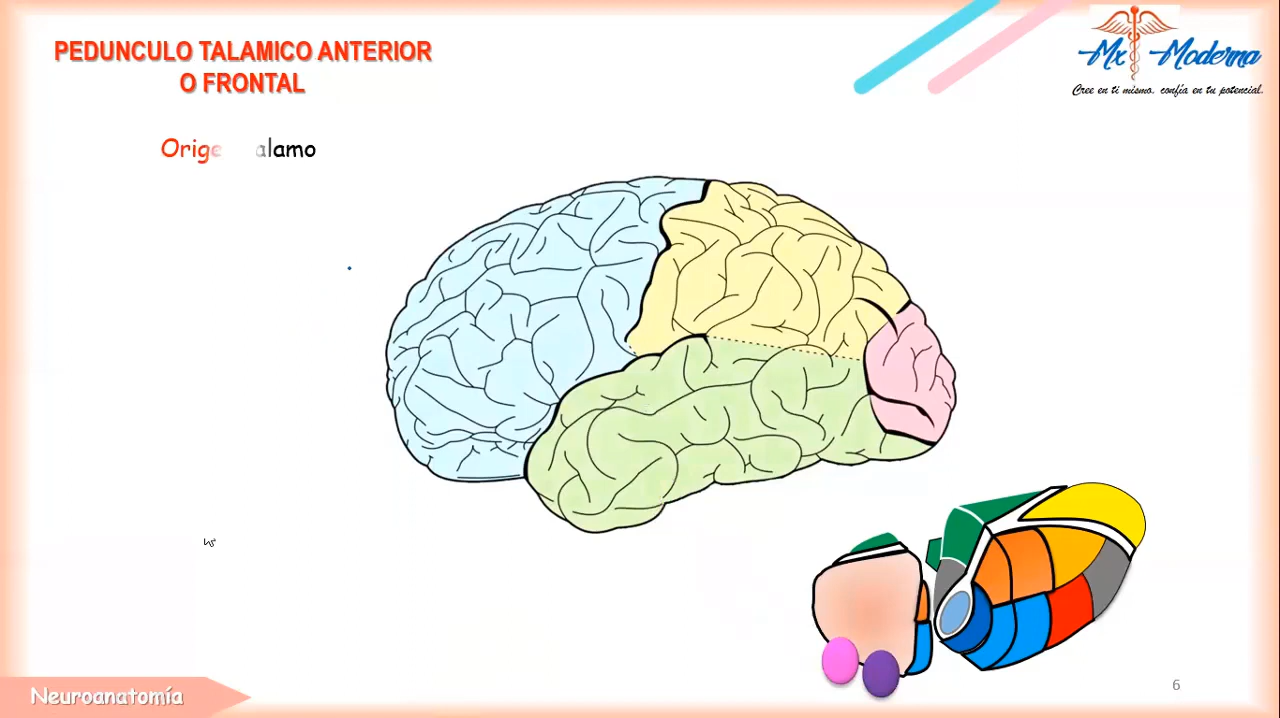 PEDUNCULO TALAMICO ANTERIOR
O FRONTAL
Mx Moderna
Cree en ti mismo. confía en tu potencial.
Orige alamo
Neuroanatomía
6